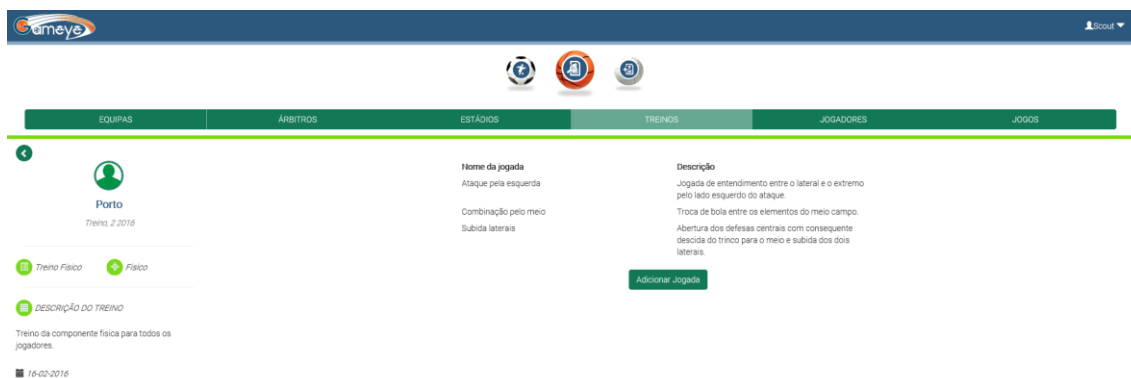 Gameye
Scout
EQUIPAS ÁRBITROS ESTÁDIOS TREINOS JOGADORES JOGOS
Porto
Treino, 2 2016
Treino Fisico Fisico
DESCRIÇÃO DO TREINO
Treino da componente fisica para todos os
jogadores.
16-02-2016
Nome da jogada Descrição
Ataque pela esquerda Jogada de entendimento entre o lateral e o extremo
pelo lado esquerdo do ataque.
Combinação pelo meio Troca de bola entre os elementos do meio campo.
Subida laterais Abertura dos defesas centrais com consequente
descida do trinco para o meio e subida dos dois
laterais.
Adicionar Jogada